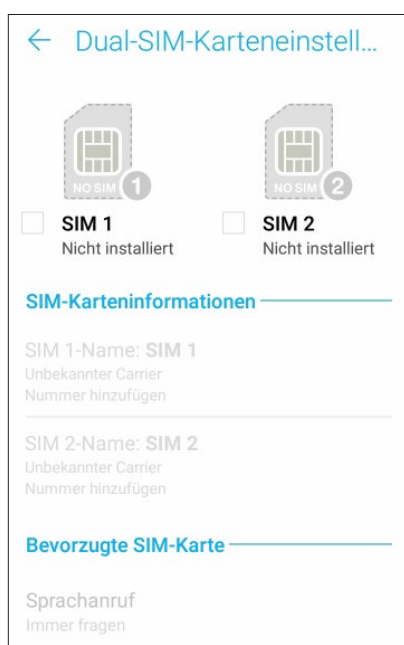 Dual-SIM-Karteneinstell...
NO SIM 1
NO SIM 2
SIM 1
Nicht installiert
SIM 2
Nicht installiert
SIM-Karteninformationen
SIM 1-Name: SIM 1
Unbekannter Carrier
Nummer hinzufügen
SIM 2-Name: SIM 2
Unbekannter Carrier
Nummer hinzufügen
Bevorzugte SIM-Karte
Sprachanruf
Immer fragen